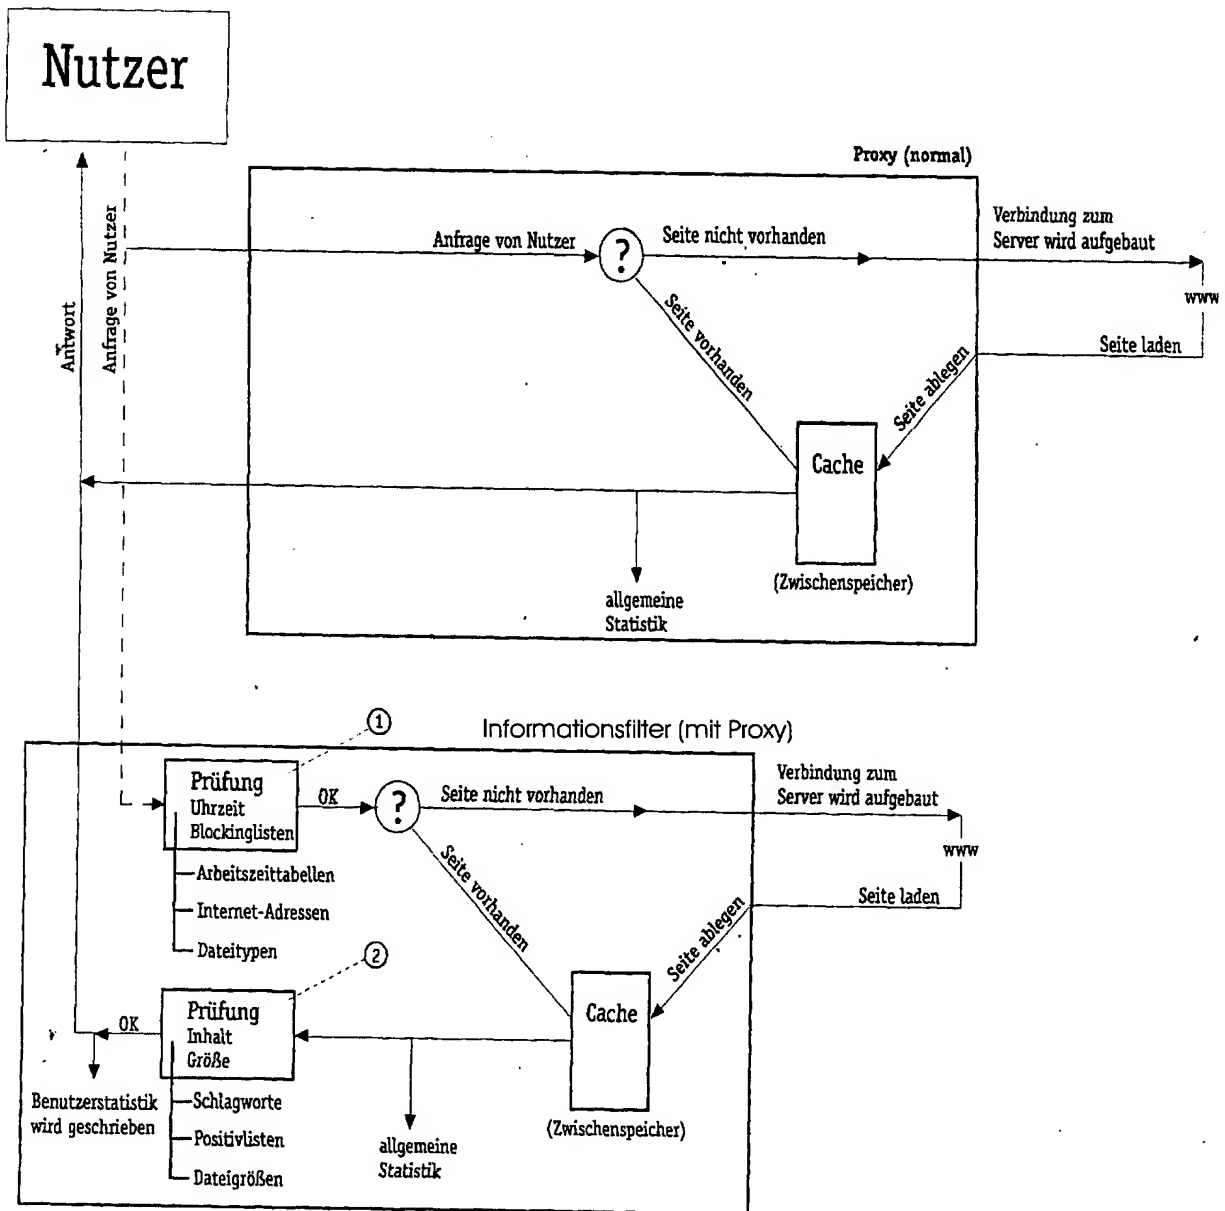 Nutzer
Antwort
Anfrage von Nutzer
Proxy (normal)
Anfrage von Nutzer
?
Seite nicht vorhanden
Verbindung zum
Server wird aufgebaut
www
Seite laden
Seite vorhanden
Seite ablegen
Cache
(Zwischenspeicher)
allgemeine
Statistik
Informationsfilter (mit Proxy)
1
Prüfung
Uhrzeit
Blockinglisten
Arbeitszeittabellen
Internet-Adressen
Dateitypen
OK
?
Seite nicht vorhanden
Verbindung zum
Server wird aufgebaut
www
Seite laden
Seite vorhanden
Seite ablegen
Cache
(Zwischenspeicher)
2
Prüfung
Inhalt
Größe
Schlagworte
Positivlisten
Dateigrößen
OK
Benutzerstatistik
wird geschrieben
allgemeine
Statistik